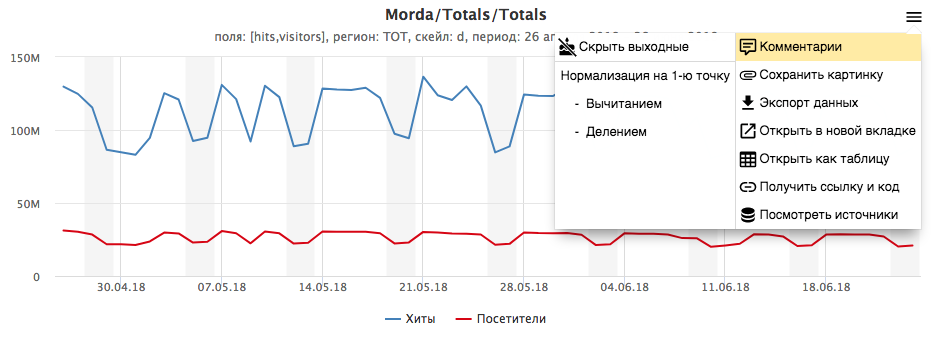 Morda/Totals/Totals
поля: [hits,visitors], регион: TOT, скейл: d, период: 26
Скрыть выходные
Нормализация на 1-ю точку
- Вычитанием
- Делением
Комментарии
Сохранить картинку
Экспорт данных
Открыть в новой вкладке
Открыть как таблицу
Получить ссылку и код
Посмотреть источники
150M
100M
50M
0
30.04.18
07.05.18
14.05.18
21.05.18
28.05.18
04.06.18
11.06.18
18.06.18
Хиты
Посетители